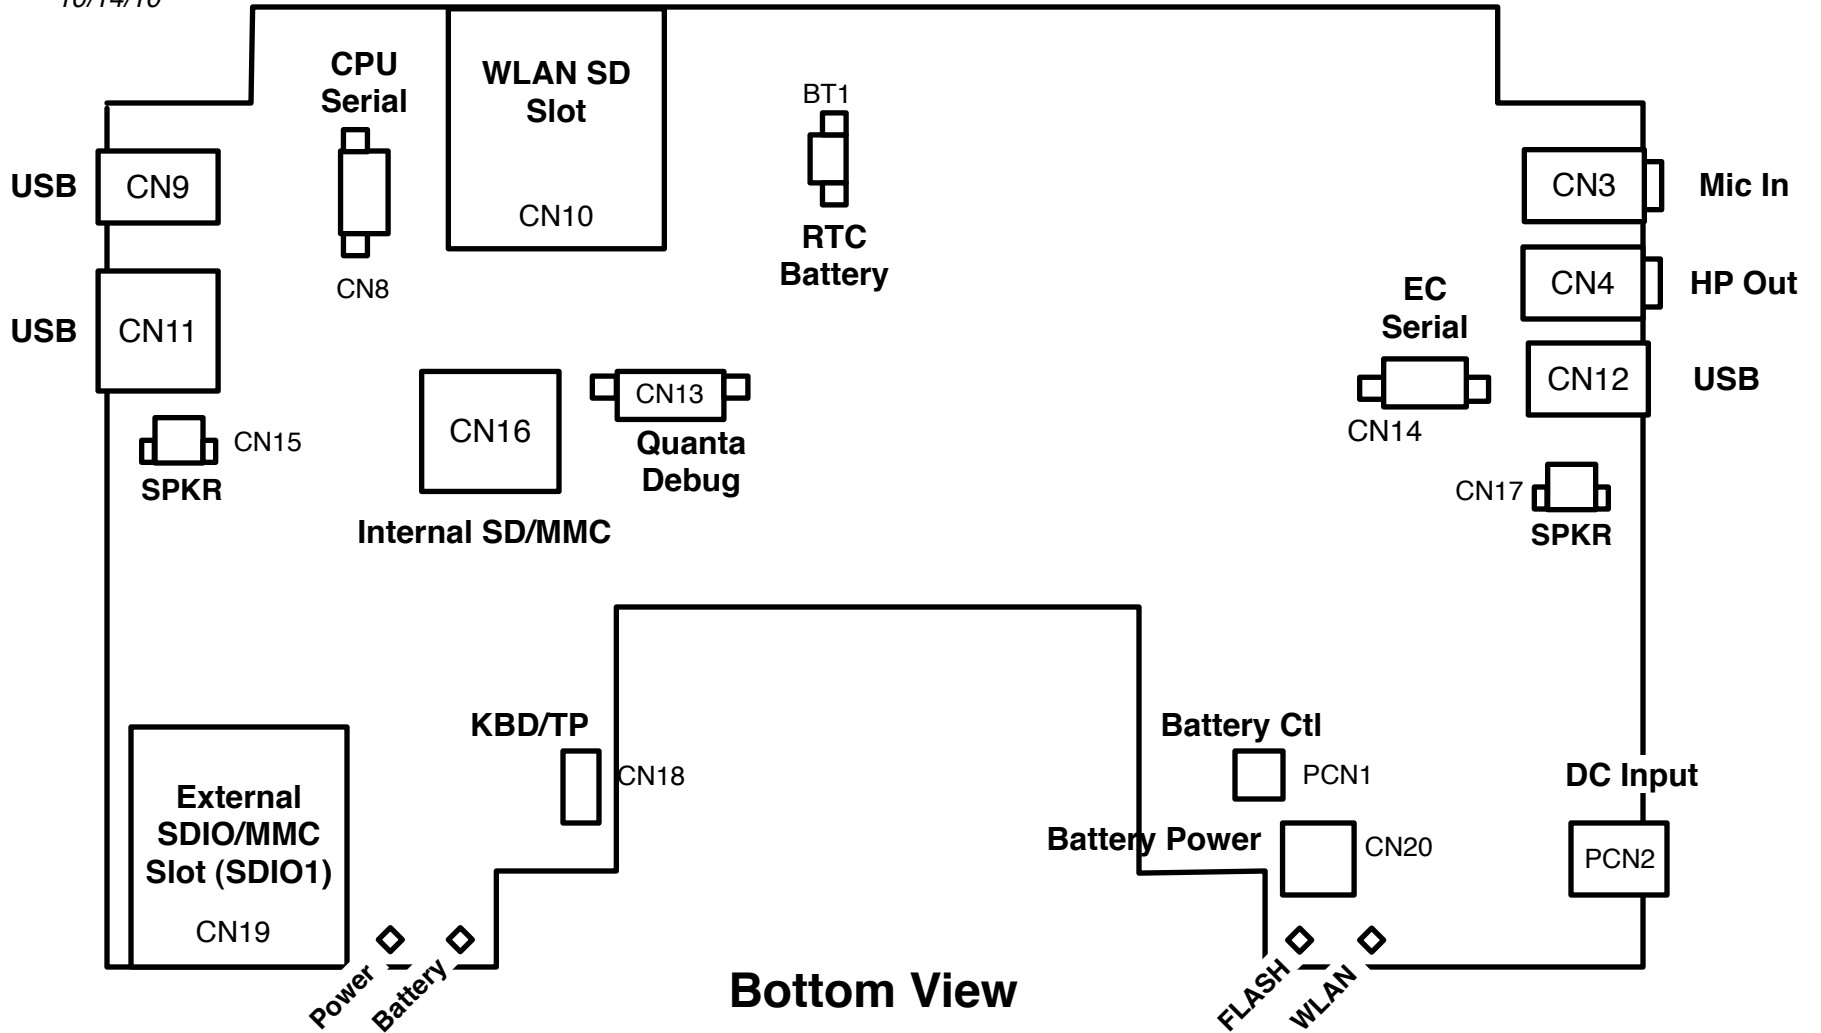 10/14/10
CPU
Serial
WLAN SD
Slot
BT1
USB
CN9
CN10
CN3
Mic In
RTC
Battery
CN8
CN4
HP Out
EC
Serial
USB
CN11
CN12
USB
CN13
CN16
CN14
CN15
Quanta
Debug
SPKR
CN17
Internal SD/MMC
SPKR
KBD/TP
Battery Ctl
CN18
PCN1
DC Input
External
SDIO/MMC
Slot (SDIO1)
Battery Power
CN20
PCN2
CN19
Power
Battery
Bottom View
FLASH
WLAN